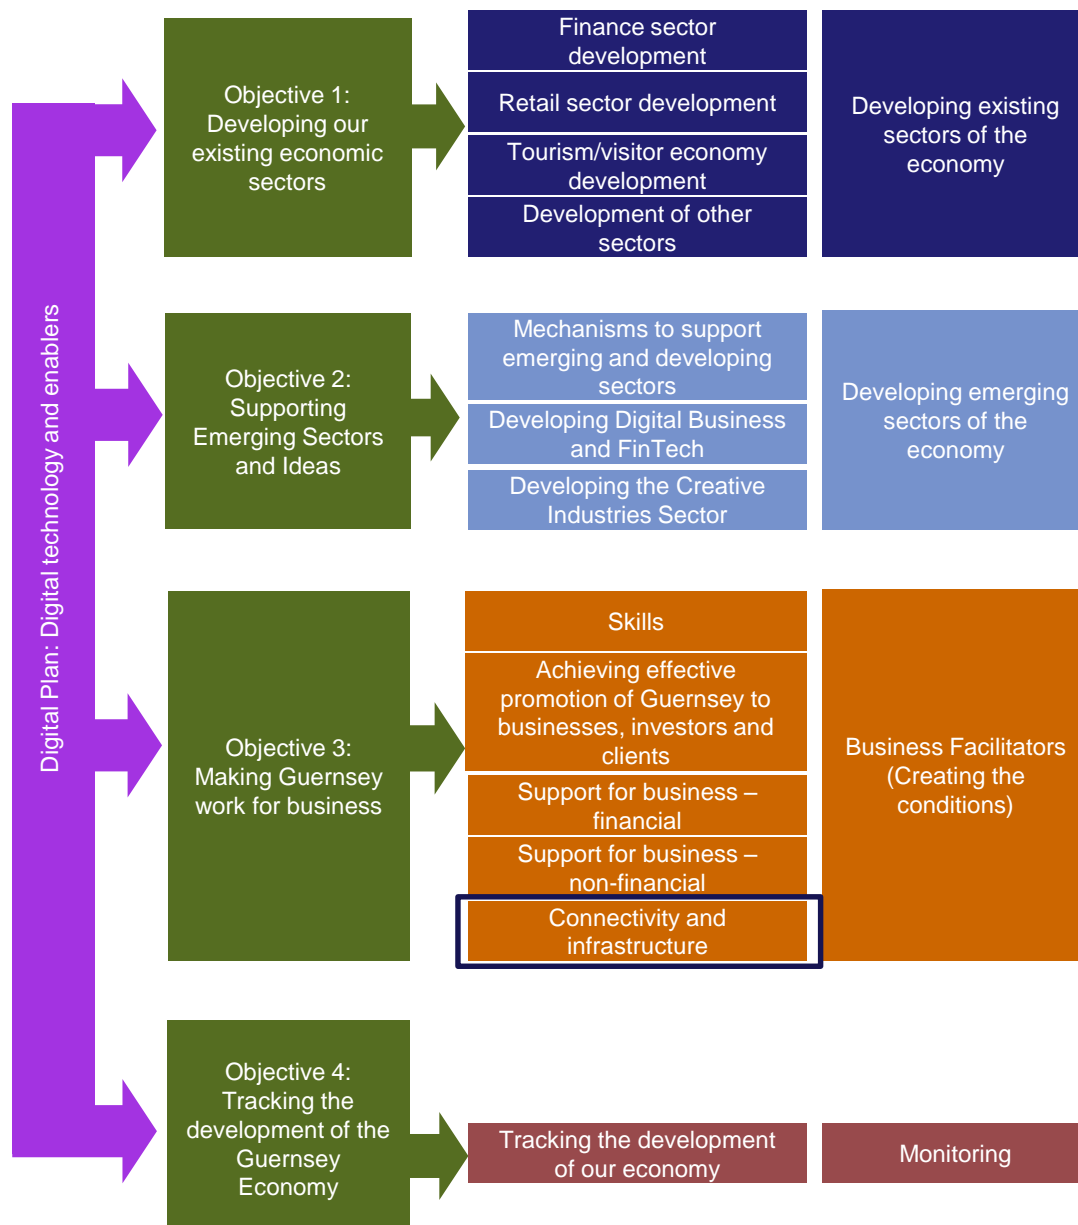 Digital Plan: Digital technology and enablers
Objective 1:
Developing our
existing economic
sectors
Finance sector
development
Retail sector development
Tourism/visitor economy
development
Development of other
sectors
Developing existing
sectors of the
economy
Objective 2:
Supporting
Emerging Sectors
and Ideas
Mechanisms to support
emerging and developing
sectors
Developing Digital Business
and FinTech
Developing the Creative
Industries Sector
Developing emerging
sectors of the
economy
Objective 3:
Making Guernsey
work for business
Skills
Achieving effective
promotion of Guernsey to
businesses, investors and
clients
Support for business –
financial
Support for business –
non-financial
Connectivity and
infrastructure
Business Facilitators
(Creating the
conditions)
Objective 4:
Tracking the
development of the
Guernsey
Economy
Tracking the development
of our economy
Monitoring